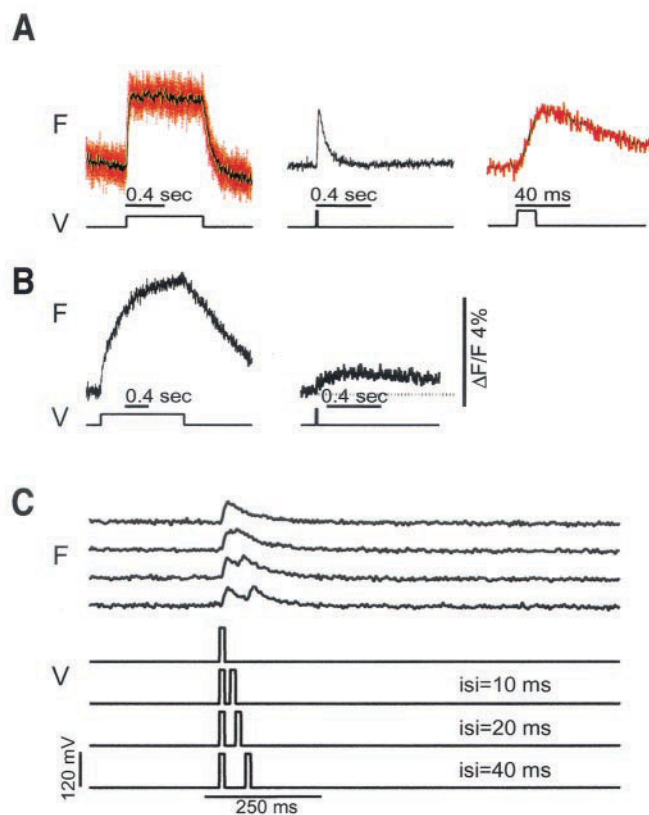 A
F
0.4 sec
0.4 sec
40 ms
V
B
F
ΔF/F 4%
0.4 sec
0.4 sec
V
C
F
V
isi=10 ms
isi=20 ms
isi=40 ms
120 mV
250 ms